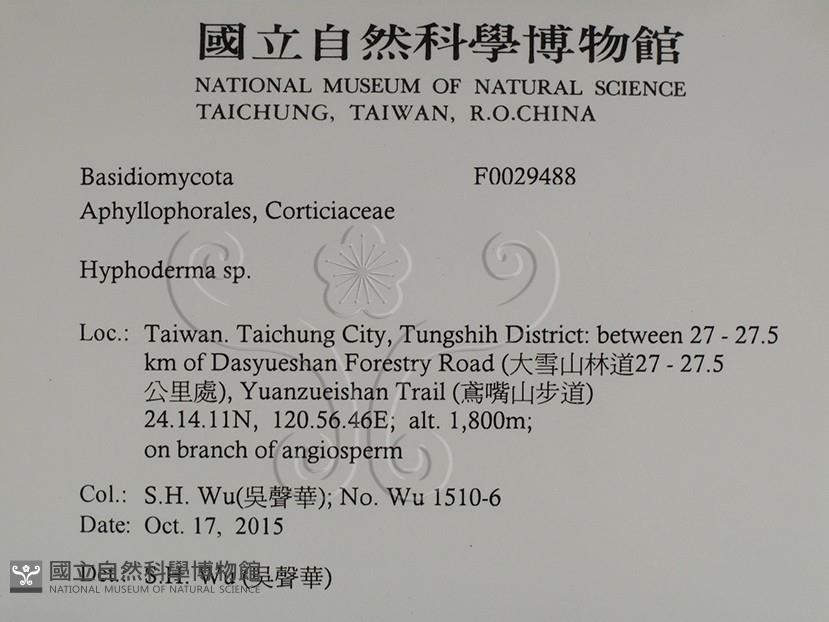 國立自然科學博物館
NATIONAL MUSEUM OF NATURAL SCIENCE
TAICHUNG, TAIWAN, R.O.CHINA
Basidiomycota F0029488
Aphyllophorales, Corticiaceae
Hyphoderma sp.
Loc.: Taiwan. Taichung City, Tungshih District: between 27 - 27.5
km of Dasyueshan Forestry Road (大雪山林道27 - 27.5
公里處), Yuanzueishan Trail (鳶嘴山步道)
24.14.11N, 120.56.46E; alt. 1,800m;
on branch of angiosperm
Col.: S.H. Wu(吳聲華); No. Wu 1510-6
Date: Oct. 17, 2015
Det.: S.H. Wu (吳聲華)
國立自然科學博物館
NATIONAL MUSEUM OF NATURAL SCIENCE